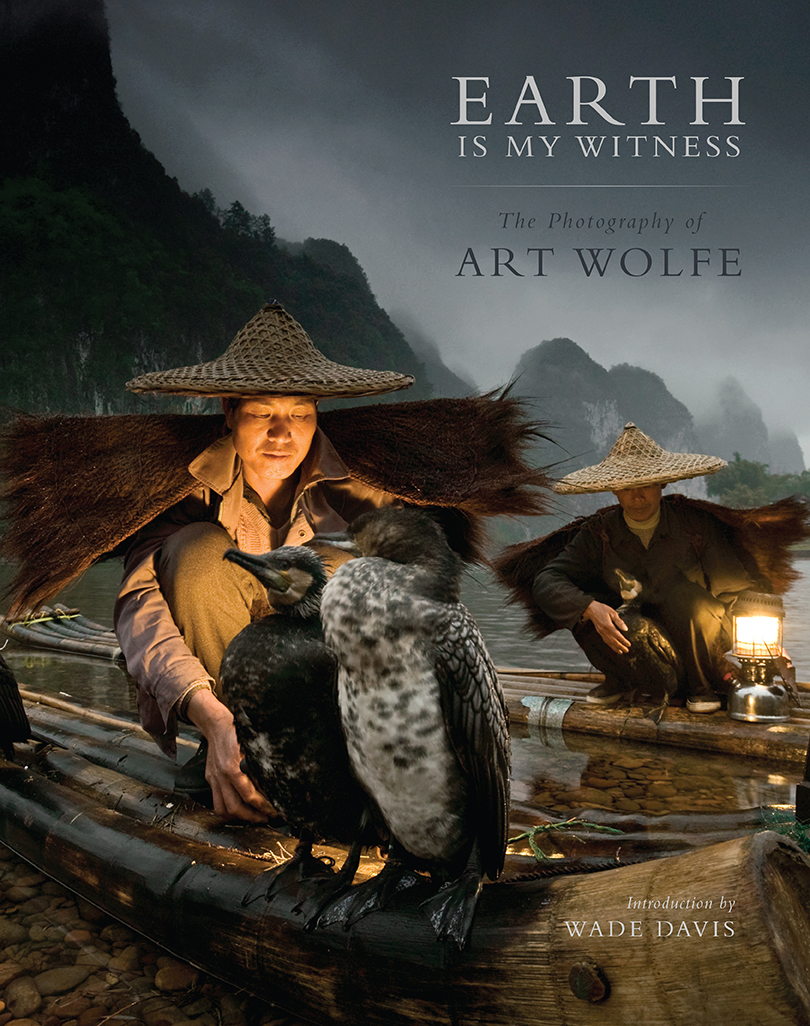 EARTH
IS MY WITNESS
The Photography of
ART WOLFE
Introduction by
WADE DAVIS